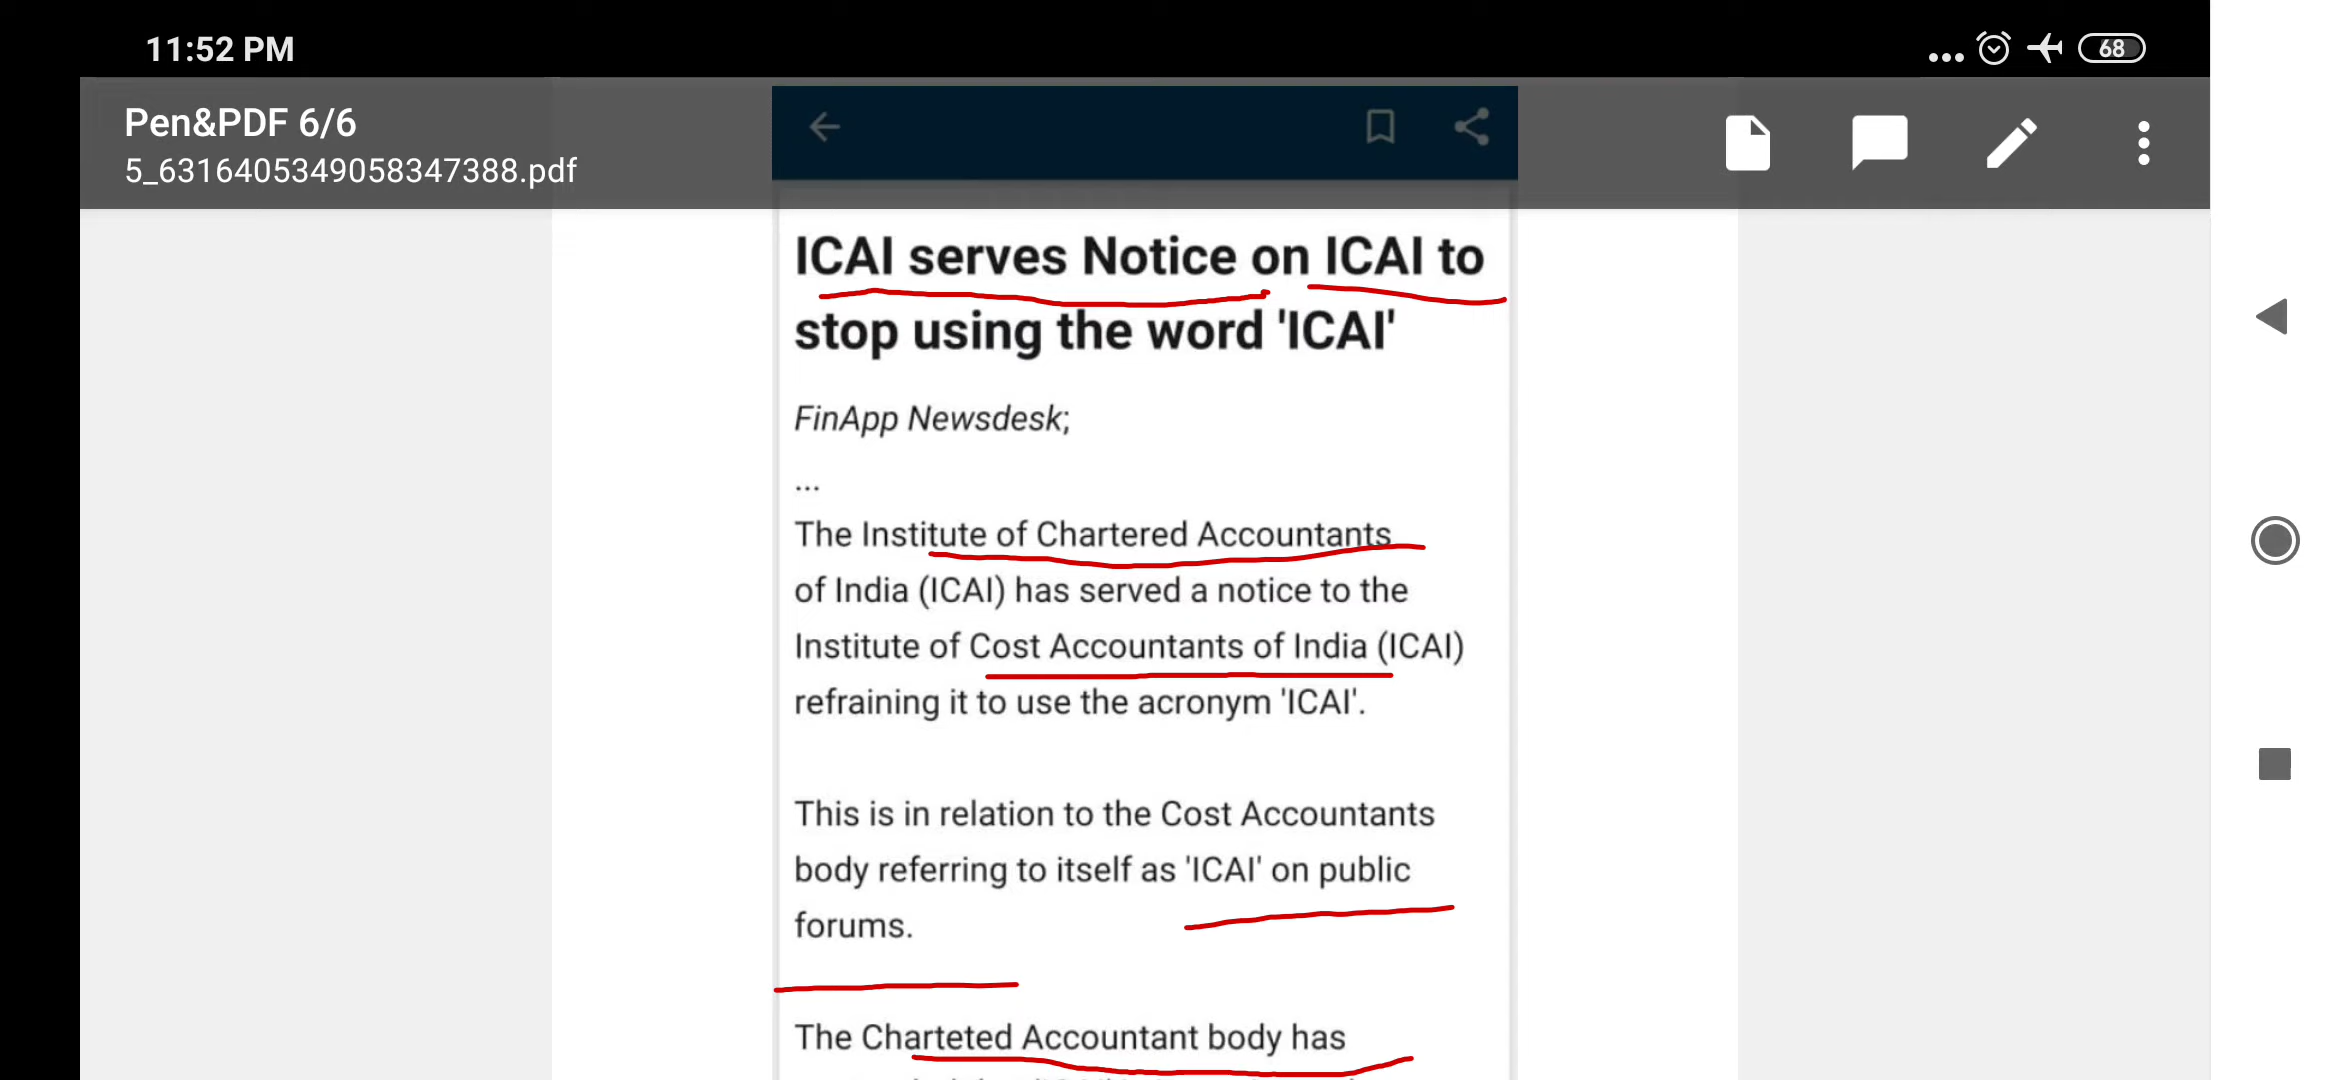 11:52 PM
68
Pen&PDF 6/6
5_6316405349058347388.pdf
ICAI serves Notice on ICAI to
stop using the word 'ICAI'
FinApp Newsdesk;
...
The Institute of Chartered Accountants
of India (ICAI) has served a notice to the
Institute of Cost Accountants of India (ICAI)
refraining it to use the acronym 'ICAI'.
This is in relation to the Cost Accountants
body referring to itself as 'ICAI' on public
forums.
The Charteted Accountant body has